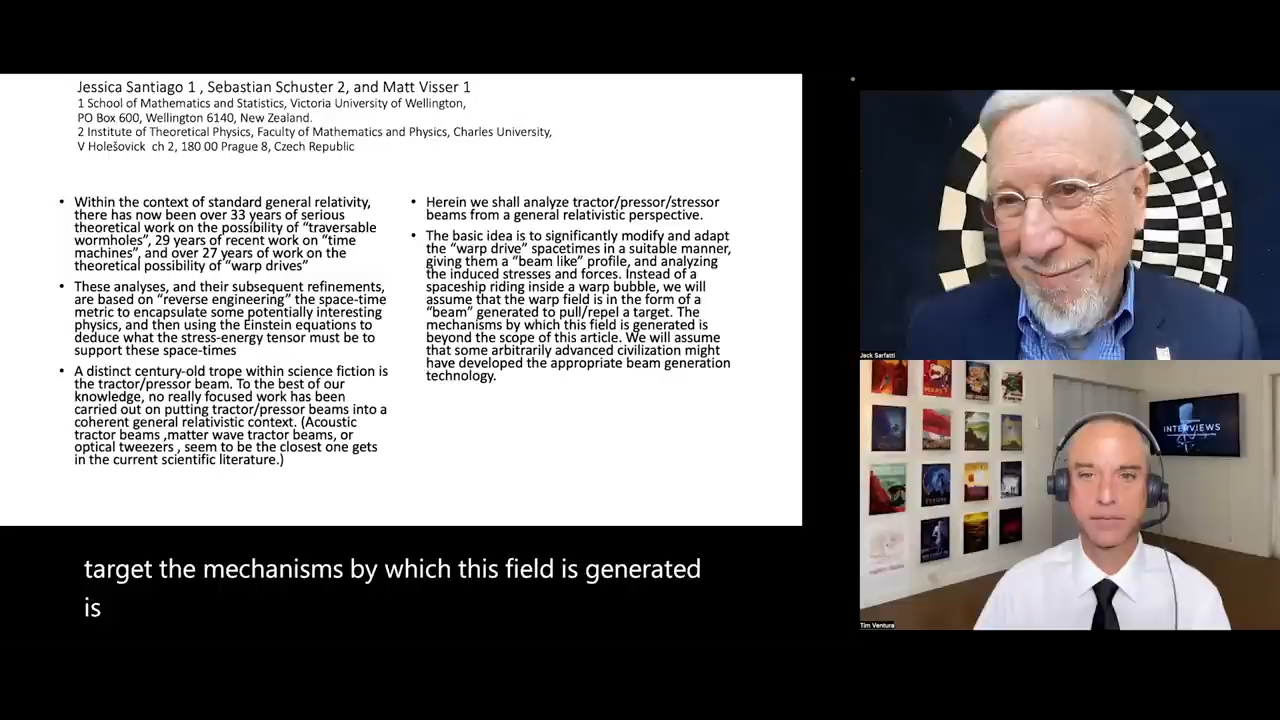 Jessica Santiago 1 , Sebastian Schuster 2, and Matt Visser 1
1 School of Mathematics and Statistics, Victoria University of Wellington,
PO Box 600, Wellington 6140, New Zealand.
2 Institute of Theoretical Physics, Faculty of Mathematics and Physics, Charles University,
V Holešovick ch 2, 180 00 Prague 8, Czech Republic
• Within the context of standard general relativity,
there has now been over 33 years of serious
theoretical work on the possibility of “traversable
wormholes”, 29 years of recent work on “time
machines”, and over 27 years of work on the
theoretical possibility of “warp drives”
• These analyses, and their subsequent refinements,
are based on “reverse engineering” the space-time
metric to encapsulate some potentially interesting
physics, and then using the Einstein equations to
deduce what the stress-energy tensor must be to
support these space-times
• A distinct century-old trope within science fiction is
the tractor/pressor beam. To the best of our
knowledge, no really focused work has been
carried out on putting tractor/pressor beams into a
coherent general relativistic context. (Acoustic
tractor beams ,matter wave tractor beams, or
optical tweezers , seem to be the closest one gets
in the current scientific literature.)
• Herein we shall analyze tractor/pressor/stressor
beams from a general relativistic perspective.
• The basic idea is to significantly modify and adapt
the “warp drive” spacetimes in a suitable manner,
giving them a “beam like” profile, and analyzing
the induced stresses and forces. Instead of a
spaceship riding inside a warp bubble, we will
assume that the warp field is in the form of a
“beam” generated to pull/repel a target. The
mechanisms by which this field is generated is
beyond the scope of this article. We will assume
that some arbitrarily advanced civilization might
have developed the appropriate beam generation
technology.
target the mechanisms by which this field is generated
is
Jack Sarfatti
INTERVIEWS
Tim Ventura